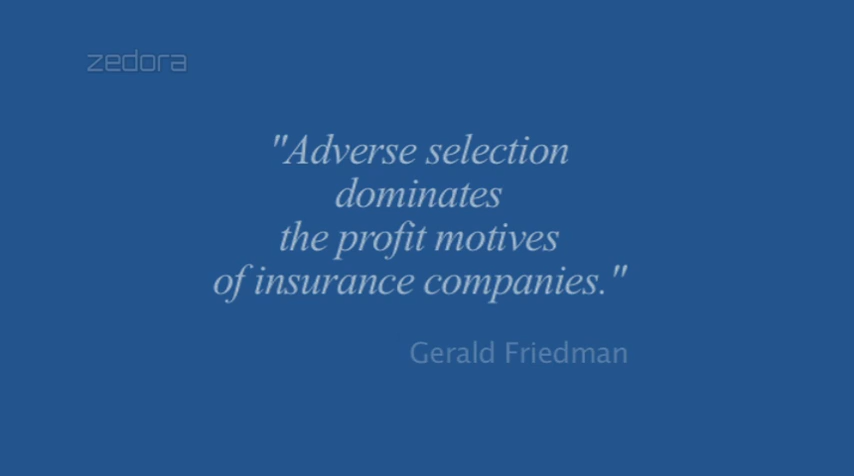 zedora
"Adverse selection
dominates
the profit motives
of insurance companies."
Gerald Friedman